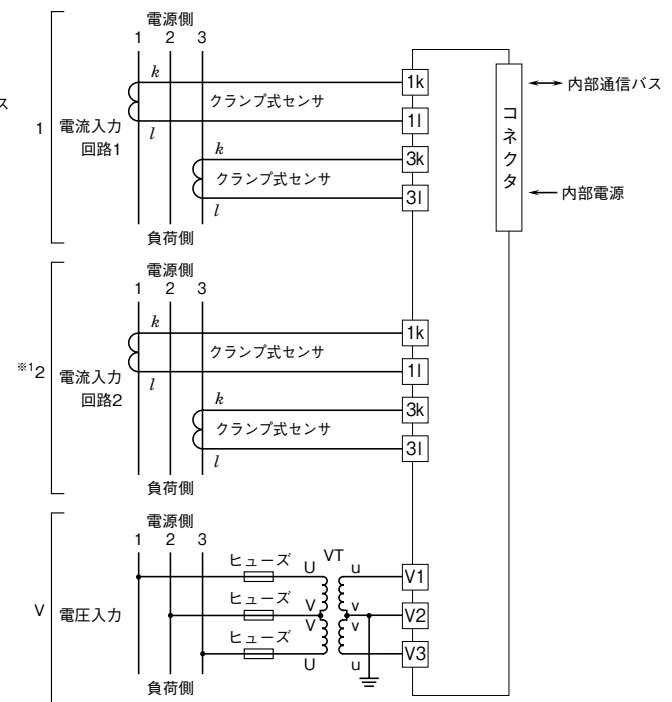 電源側
1 2 3
k
1k
クランプ式センサ
内部通信バス
ス
1
電流入力
回路1
l
1l
コネクタ
k
3k
クランプ式センサ
内部電源
l
3l
負荷側
電源側
1 2 3
k
1k
クランプ式センサ
※1 2
電流入力
回路2
l
1l
k
3k
クランプ式センサ
l
3l
負荷側
電源側
1 2 3
ヒューズ
U
VT
u
V1
ヒューズ
V
v
V
電圧入力
V2
ヒューズ
V
v
V3
U
u
負荷側